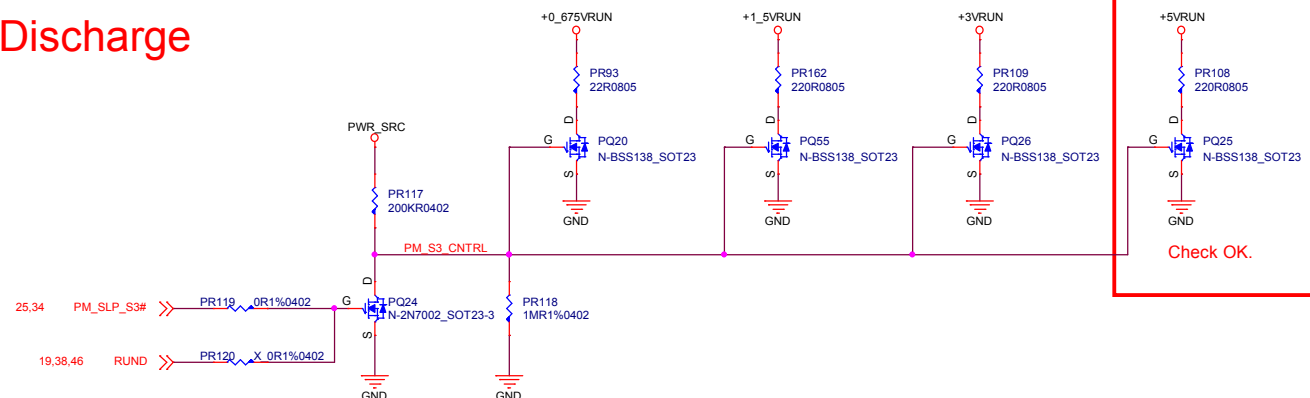 Discharge
+0_675VRUN
+1_5VRUN
+3VRUN
+5VRUN
PR93
22R0805
PR162
220R0805
PR109
220R0805
PR108
220R0805
PWR_SRC
D
G
S
PQ20
N-BSS138_SOT23
D
G
S
PQ55
N-BSS138_SOT23
D
G
S
PQ26
N-BSS138_SOT23
D
G
S
PQ25
N-BSS138_SOT23
PR117
200KR0402
GND
GND
GND
GND
PM_S3_CNTRL
Check OK.
25,34 PM_SLP_S3#
PR119 0R1%0402
D
G
S
PQ24
N-2N7002_SOT23-3
PR118
1MR1%0402
19,38,46 RUND
PR120 X_0R1%0402
GND
GND